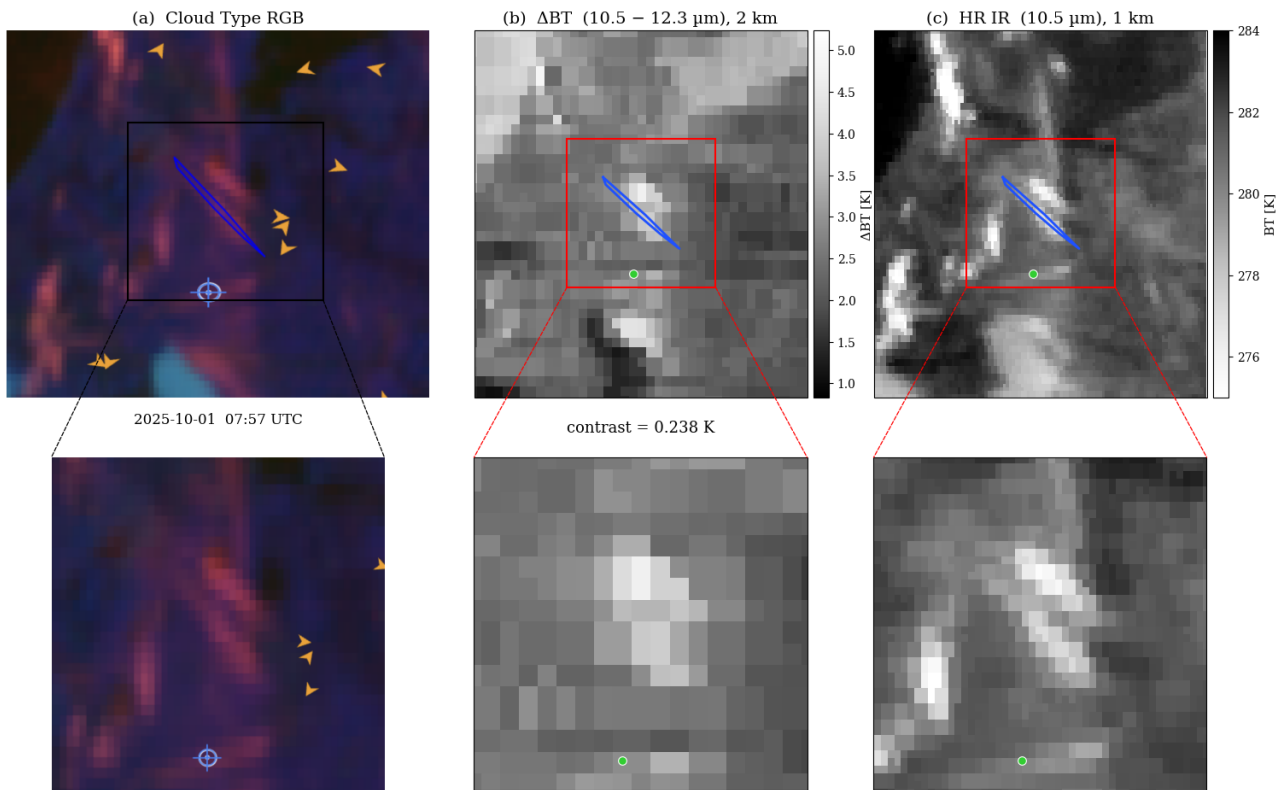 (a) Cloud Type RGB
(b) ΔBT (10.5 − 12.3 µm), 2 km
(c) HR IR (10.5 µm), 1 km
5.0
4.5
4.0
3.5
3.0
2.5
2.0
1.5
1.0
ΔBT [K]
284
282
280
278
276
BT [K]
2025-10-01 07:57 UTC
contrast = 0.238 K